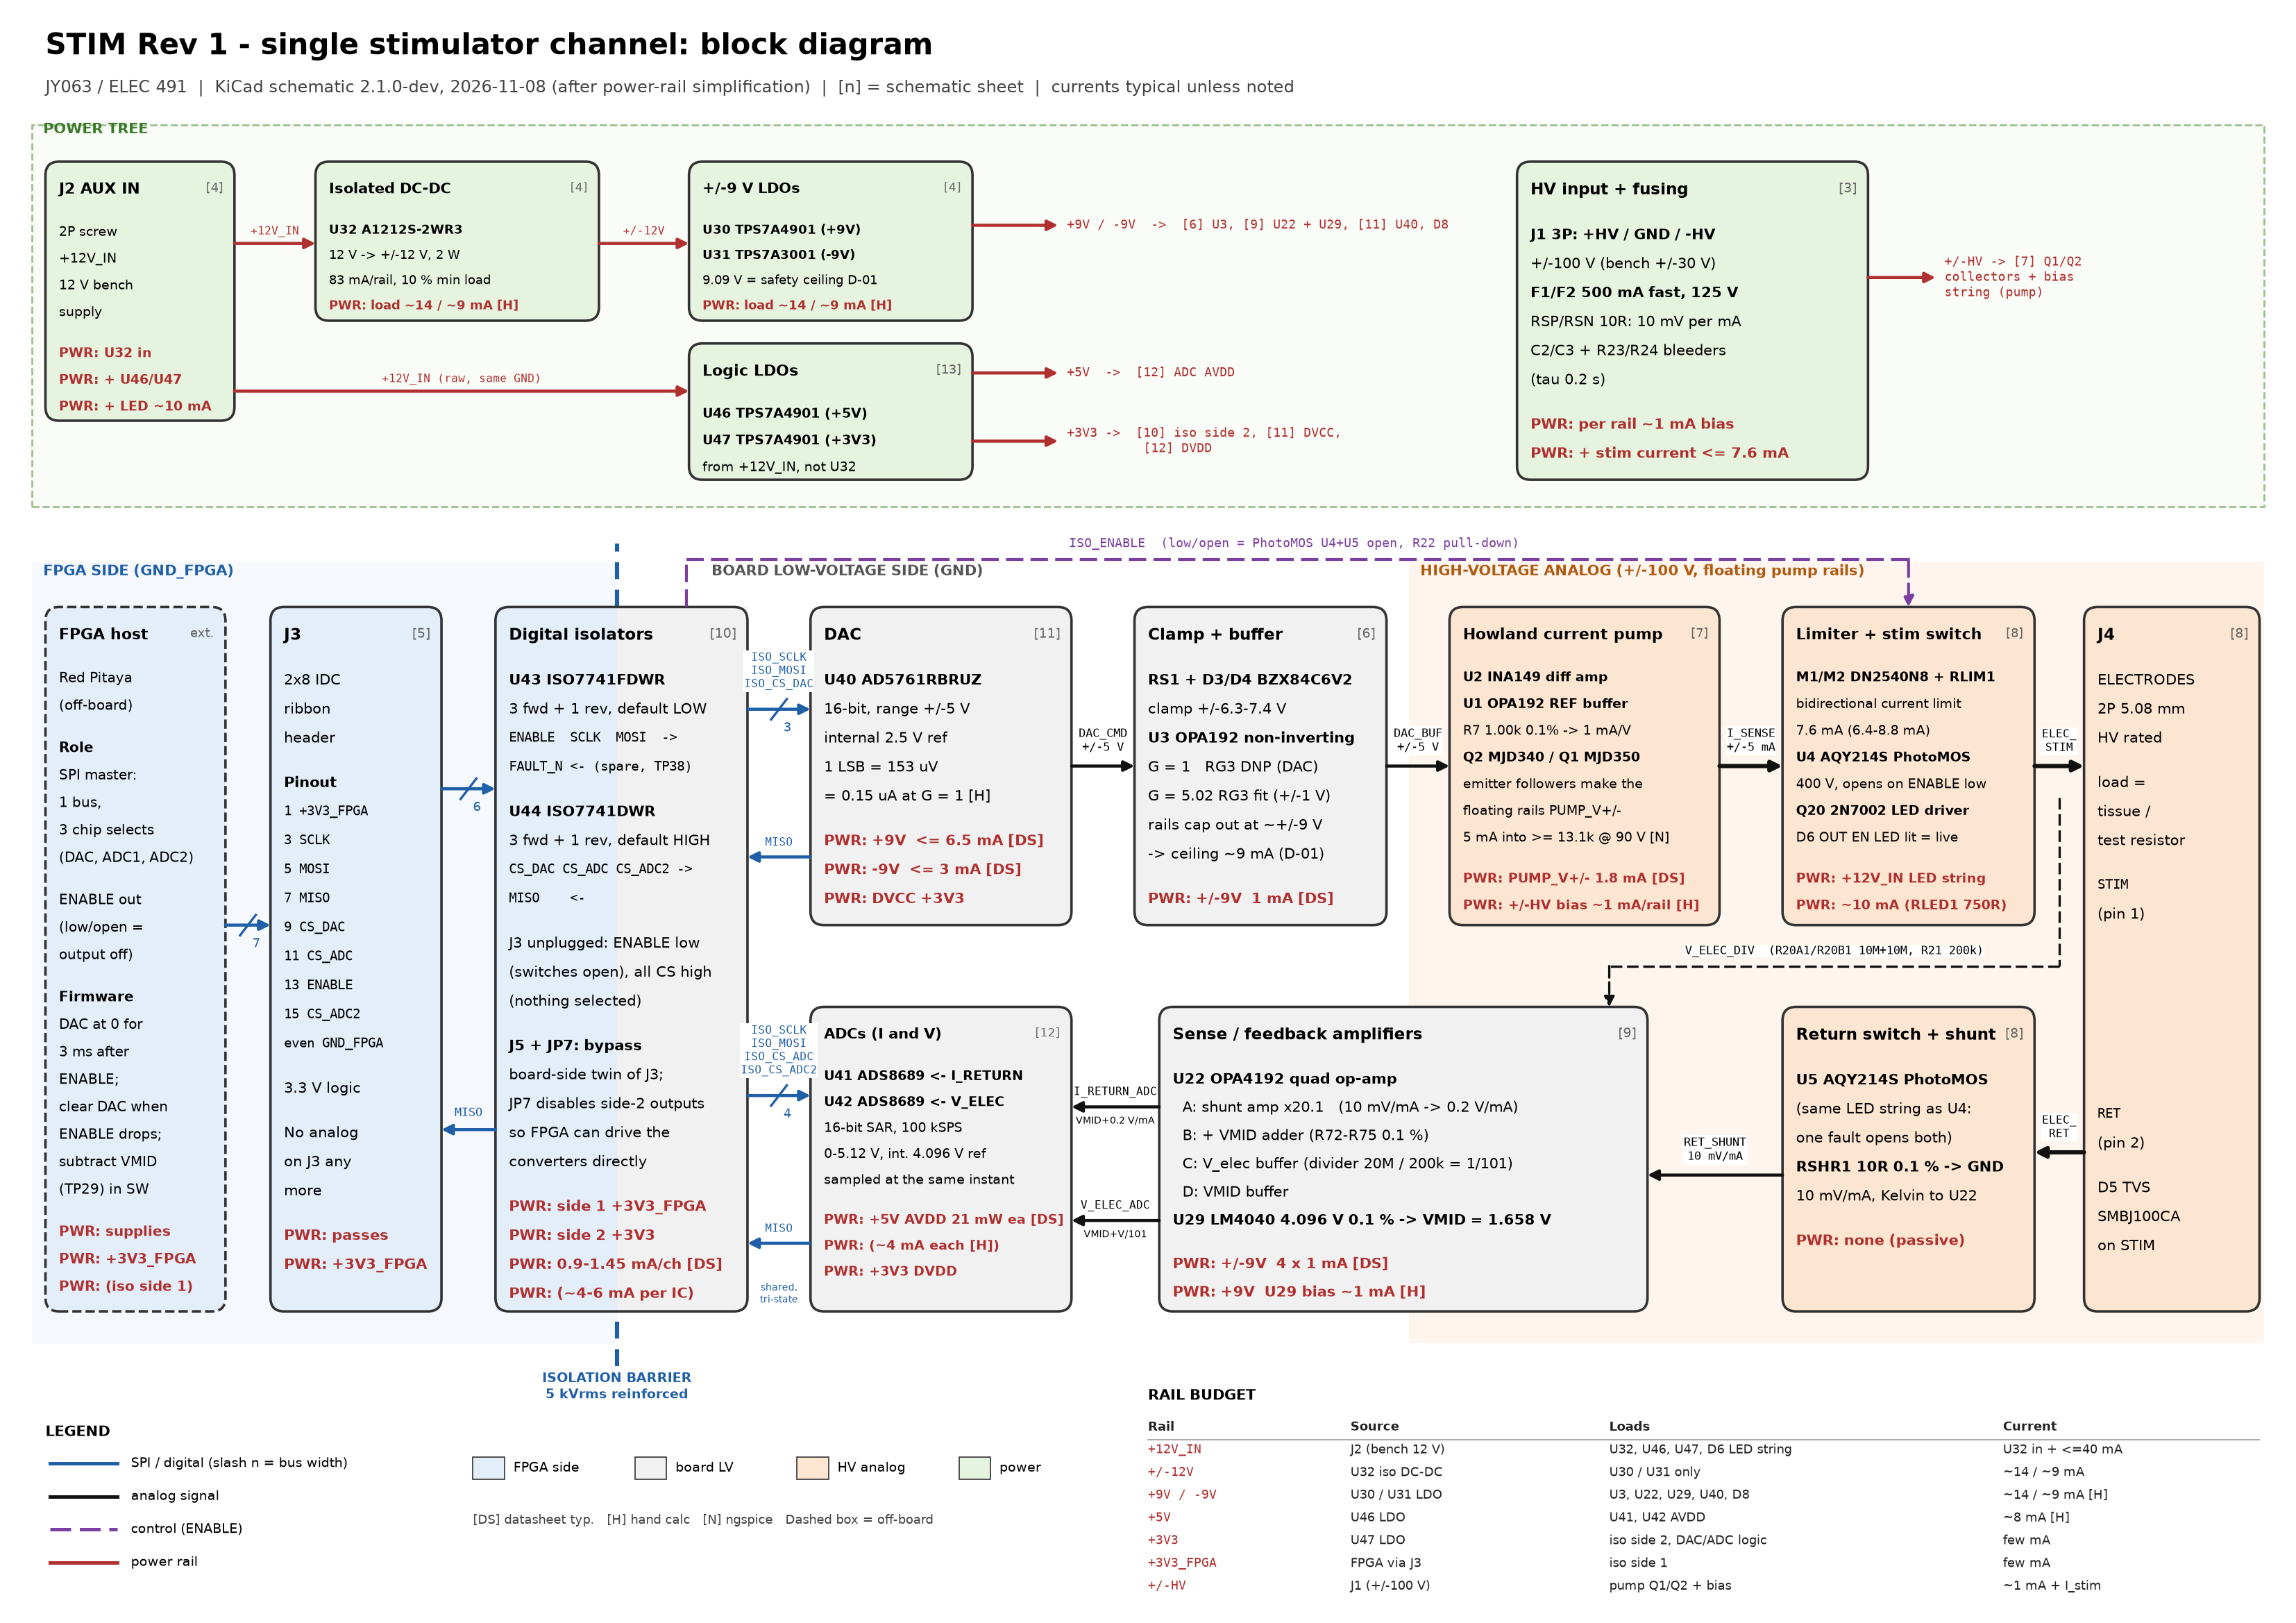 STIM Rev 1 - single stimulator channel: block diagram
JY063 / ELEC 491 | KiCad schematic 2.1.0-dev, 2026-11-08 (after power-rail simplification) | [n] = schematic sheet | currents typical unless noted
POWER TREE
J2 AUX IN [4]
2P screw
+12V_IN
12 V bench
supply
PWR: U32 in
PWR: + U46/U47
PWR: + LED ~10 mA
+12V_IN
Isolated DC-DC [4]
U32 A1212S-2WR3
12 V -> +/-12 V, 2 W
83 mA/rail, 10 % min load
PWR: load ~14 / ~9 mA [H]
+/-12V
+/-9 V LDOs [4]
U30 TPS7A4901 (+9V)
U31 TPS7A3001 (-9V)
9.09 V = safety ceiling D-01
PWR: load ~14 / ~9 mA [H]
+9V / -9V -> [6] U3, [9] U22 + U29, [11] U40, D8
+12V_IN (raw, same GND)
Logic LDOs [13]
U46 TPS7A4901 (+5V)
U47 TPS7A4901 (+3V3)
from +12V_IN, not U32
+5V -> [12] ADC AVDD
+3V3 -> [10] iso side 2, [11] DVCC,
[12] DVDD
HV input + fusing [3]
J1 3P: +HV / GND / -HV
+/-100 V (bench +/-30 V)
F1/F2 500 mA fast, 125 V
RSP/RSN 10R: 10 mV per mA
C2/C3 + R23/R24 bleeders
(tau 0.2 s)
PWR: per rail ~1 mA bias
PWR: + stim current <= 7.6 mA
+/-HV -> [7] Q1/Q2
collectors + bias
string (pump)
ISO_ENABLE (low/open = PhotoMOS U4+U5 open, R22 pull-down)
FPGA SIDE (GND_FPGA)
BOARD LOW-VOLTAGE SIDE (GND)
HIGH-VOLTAGE ANALOG (+/-100 V, floating pump rails)
FPGA host ext.
Red Pitaya
(off-board)
Role
SPI master:
1 bus,
3 chip selects
(DAC, ADC1, ADC2)
ENABLE out
(low/open =
output off)
Firmware
DAC at 0 for
3 ms after
ENABLE;
clear DAC when
ENABLE drops;
subtract VMID
(TP29) in SW
PWR: supplies
PWR: +3V3_FPGA
PWR: (iso side 1)
7
J3 [5]
2x8 IDC
ribbon
header
Pinout
1 +3V3_FPGA
3 SCLK
5 MOSI
7 MISO
9 CS_DAC
11 CS_ADC
13 ENABLE
15 CS_ADC2
even GND_FPGA
3.3 V logic
No analog
on J3 any
more
PWR: passes
PWR: +3V3_FPGA
6
MISO
Digital isolators [10]
U43 ISO7741FDWR
3 fwd + 1 rev, default LOW
ENABLE SCLK MOSI ->
FAULT_N <- (spare, TP38)
U44 ISO7741DWR
3 fwd + 1 rev, default HIGH
CS_DAC CS_ADC CS_ADC2 ->
MISO <-
J3 unplugged: ENABLE low
(switches open), all CS high
(nothing selected)
J5 + JP7: bypass
board-side twin of J3;
JP7 disables side-2 outputs
so FPGA can drive the
converters directly
PWR: side 1 +3V3_FPGA
PWR: side 2 +3V3
PWR: 0.9-1.45 mA/ch [DS]
PWR: (~4-6 mA per IC)
ISO_SCLK
ISO_MOSI
ISO_CS_DAC
3
MISO
ISO_SCLK
ISO_MOSI
ISO_CS_ADC
ISO_CS_ADC2
4
MISO
shared,
tri-state
DAC [11]
U40 AD5761RBRUZ
16-bit, range +/-5 V
internal 2.5 V ref
1 LSB = 153 uV
= 0.15 uA at G = 1 [H]
PWR: +9V <= 6.5 mA [DS]
PWR: -9V <= 3 mA [DS]
PWR: DVCC +3V3
DAC_CMD
+/-5 V
Clamp + buffer [6]
RS1 + D3/D4 BZX84C6V2
clamp +/-6.3-7.4 V
U3 OPA192 non-inverting
G = 1 RG3 DNP (DAC)
G = 5.02 RG3 fit (+/-1 V)
rails cap out at ~+/-9 V
-> ceiling ~9 mA (D-01)
PWR: +/-9V 1 mA [DS]
DAC_BUF
+/-5 V
Howland current pump [7]
U2 INA149 diff amp
U1 OPA192 REF buffer
R7 1.00k 0.1% -> 1 mA/V
Q2 MJD340 / Q1 MJD350
emitter followers make the
floating rails PUMP_V+/-
5 mA into >= 13.1k @ 90 V [N]
PWR: PUMP_V+/- 1.8 mA [DS]
PWR: +/-HV bias ~1 mA/rail [H]
I_SENSE
+/-5 mA
Limiter + stim switch [8]
M1/M2 DN2540N8 + RLIM1
bidirectional current limit
7.6 mA (6.4-8.8 mA)
U4 AQY214S PhotoMOS
400 V, opens on ENABLE low
Q20 2N7002 LED driver
D6 OUT EN LED lit = live
PWR: +12V_IN LED string
PWR: ~10 mA (RLED1 750R)
ELEC_
STIM
J4 [8]
ELECTRODES
2P 5.08 mm
HV rated
load =
tissue /
test resistor
STIM
(pin 1)
RET
(pin 2)
D5 TVS
SMBJ100CA
on STIM
V_ELEC_DIV (R20A1/R20B1 10M+10M, R21 200k)
ADCs (I and V) [12]
U41 ADS8689 <- I_RETURN
U42 ADS8689 <- V_ELEC
16-bit SAR, 100 kSPS
0-5.12 V, int. 4.096 V ref
sampled at the same instant
PWR: +5V AVDD 21 mW ea [DS]
PWR: (~4 mA each [H])
PWR: +3V3 DVDD
I_RETURN_ADC
VMID+0.2 V/mA
V_ELEC_ADC
VMID+V/101
Sense / feedback amplifiers [9]
U22 OPA4192 quad op-amp
A: shunt amp x20.1 (10 mV/mA -> 0.2 V/mA)
B: + VMID adder (R72-R75 0.1 %)
C: V_elec buffer (divider 20M / 200k = 1/101)
D: VMID buffer
U29 LM4040 4.096 V 0.1 % -> VMID = 1.658 V
PWR: +/-9V 4 x 1 mA [DS]
PWR: +9V U29 bias ~1 mA [H]
RET_SHUNT
10 mV/mA
Return switch + shunt [8]
U5 AQY214S PhotoMOS
(same LED string as U4:
one fault opens both)
RSHR1 10R 0.1 % -> GND
10 mV/mA, Kelvin to U22
PWR: none (passive)
ELEC_
RET
ISOLATION BARRIER
5 kVrms reinforced
LEGEND
SPI / digital (slash n = bus width)
analog signal
control (ENABLE)
power rail
FPGA side
board LV
HV analog
power
[DS] datasheet typ. [H] hand calc [N] ngspice Dashed box = off-board
RAIL BUDGET
Rail Source Loads Current
+12V_IN J2 (bench 12 V) U32, U46, U47, D6 LED string U32 in + <=40 mA
+/-12V U32 iso DC-DC U30 / U31 only ~14 / ~9 mA
+9V / -9V U30 / U31 LDO U3, U22, U29, U40, D8 ~14 / ~9 mA [H]
+5V U46 LDO U41, U42 AVDD ~8 mA [H]
+3V3 U47 LDO iso side 2, DAC/ADC logic few mA
+3V3_FPGA FPGA via J3 iso side 1 few mA
+/-HV J1 (+/-100 V) pump Q1/Q2 + bias ~1 mA + I_stim